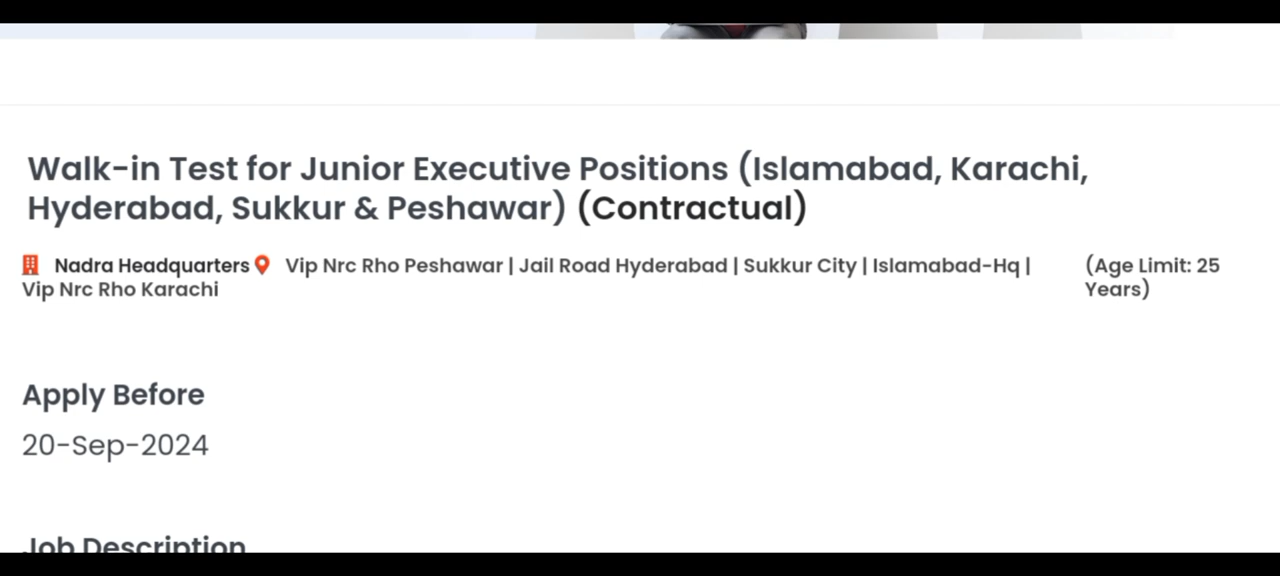 Walk-in Test for Junior Executive Positions (Islamabad, Karachi,
Hyderabad, Sukkur & Peshawar) (Contractual)
Nadra Headquarters Vip Nrc Rho Peshawar | Jail Road Hyderabad | Sukkur City | Islamabad-Hq |
Vip Nrc Rho Karachi
(Age Limit: 25
Years)
Apply Before
20-Sep-2024
Job Description